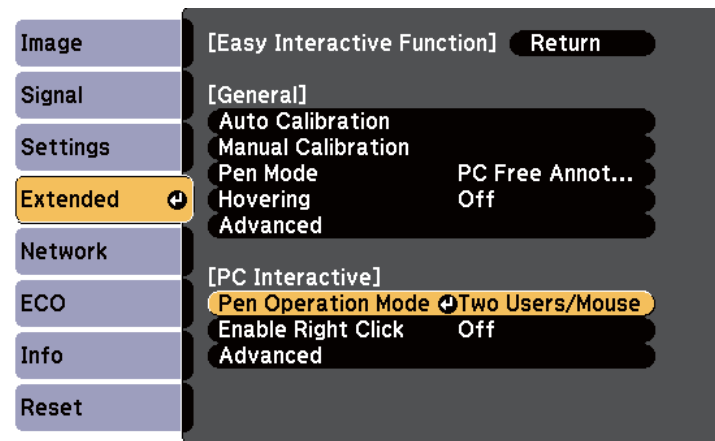 Image
Signal
Settings
Extended
Network
ECO
Info
Reset
[Easy Interactive Function] Return
[General]
Auto Calibration
Manual Calibration
Pen Mode PC Free Annot...
Hovering Off
Advanced
[PC Interactive]
Pen Operation Mode Two Users/Mouse
Enable Right Click Off
Advanced